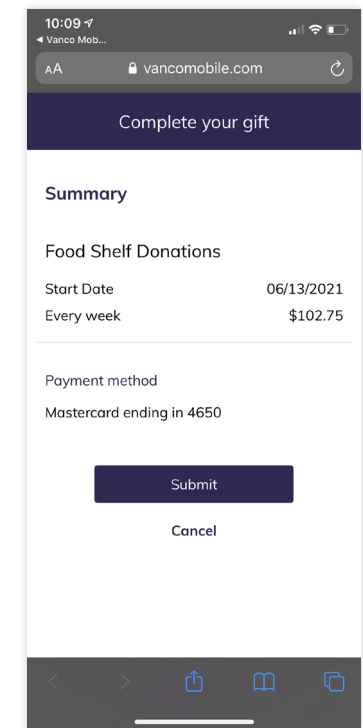 10:09
◀ Vanco Mob...
AA vancomobile.com
Complete your gift
Summary
Food Shelf Donations
Start Date 06/13/2021
Every week $102.75
Payment method
Mastercard ending in 4650
Submit
Cancel